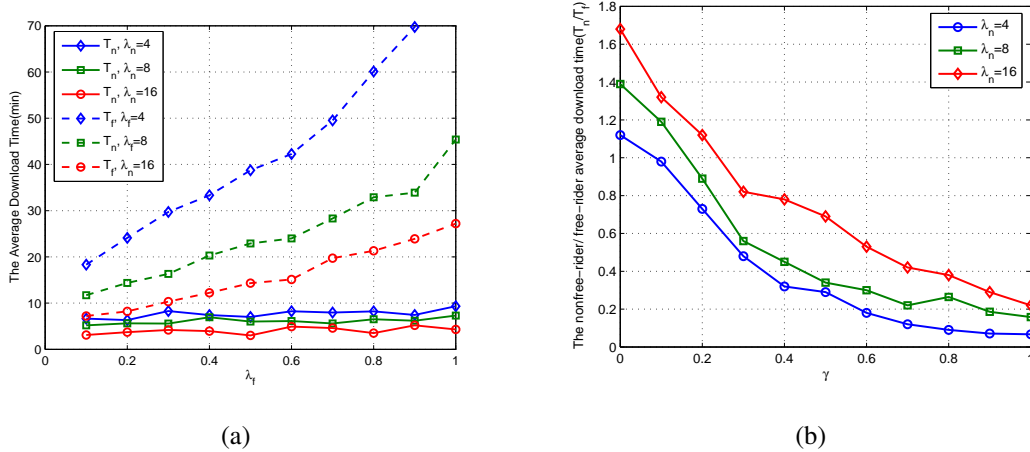 The Average Download Time(min)
70
60
50
40
30
20
10
0
T_n, λ_n=4
T_n, λ_n=8
T_n, λ_n=16
T_f, λ_f=4
T_n, λ_f=8
T_f, λ_n=16
0 0.2 0.4 0.6 0.8 1
λ_f
(a)
The nonfree-rider/ free-rider average download time(T_n/T_f)
1.8
1.6
1.4
1.2
1
0.8
0.6
0.4
0.2
0
λ_n=4
λ_n=8
λ_n=16
0 0.2 0.4 0.6 0.8 1
γ
(b)